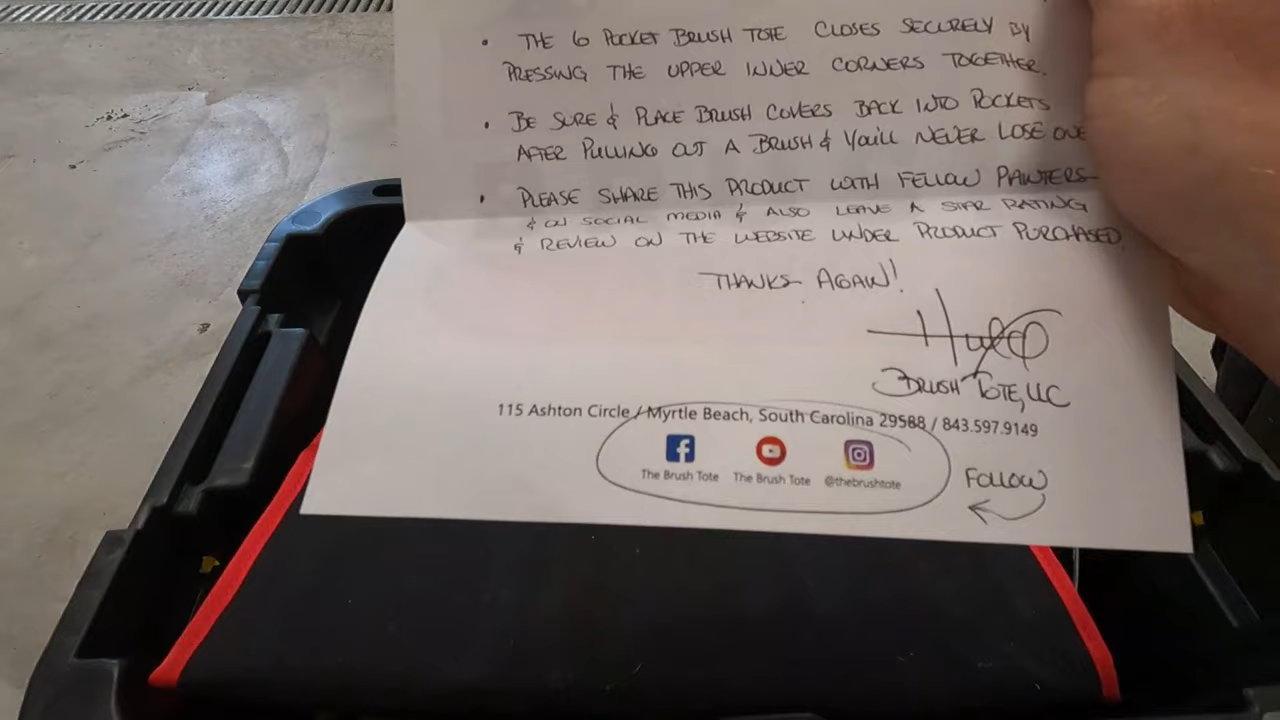 • THE 6 POCKET BRUSH TOTE CLOSES SECURELY BY
PRESSING THE UPPER INNER CORNERS TOGETHER.
• BE SURE & PLACE BRUSH COVERS BACK INTO POCKETS
AFTER PULLING OUT A BRUSH & YOU'LL NEVER LOSE ONE
• PLEASE SHARE THIS PRODUCT WITH FELLOW PAINTERS
& ON SOCIAL MEDIA & ALSO LEAVE A STAR RATING
& REVIEW ON THE WEBSITE UNDER PRODUCT PURCHASED.
THANKS AGAIN!
BRUSH TOTE, LLC
115 Ashton Circle / Myrtle Beach, South Carolina 29588 / 843.597.9149
The Brush Tote The Brush Tote @thebrushtote
FOLLOW